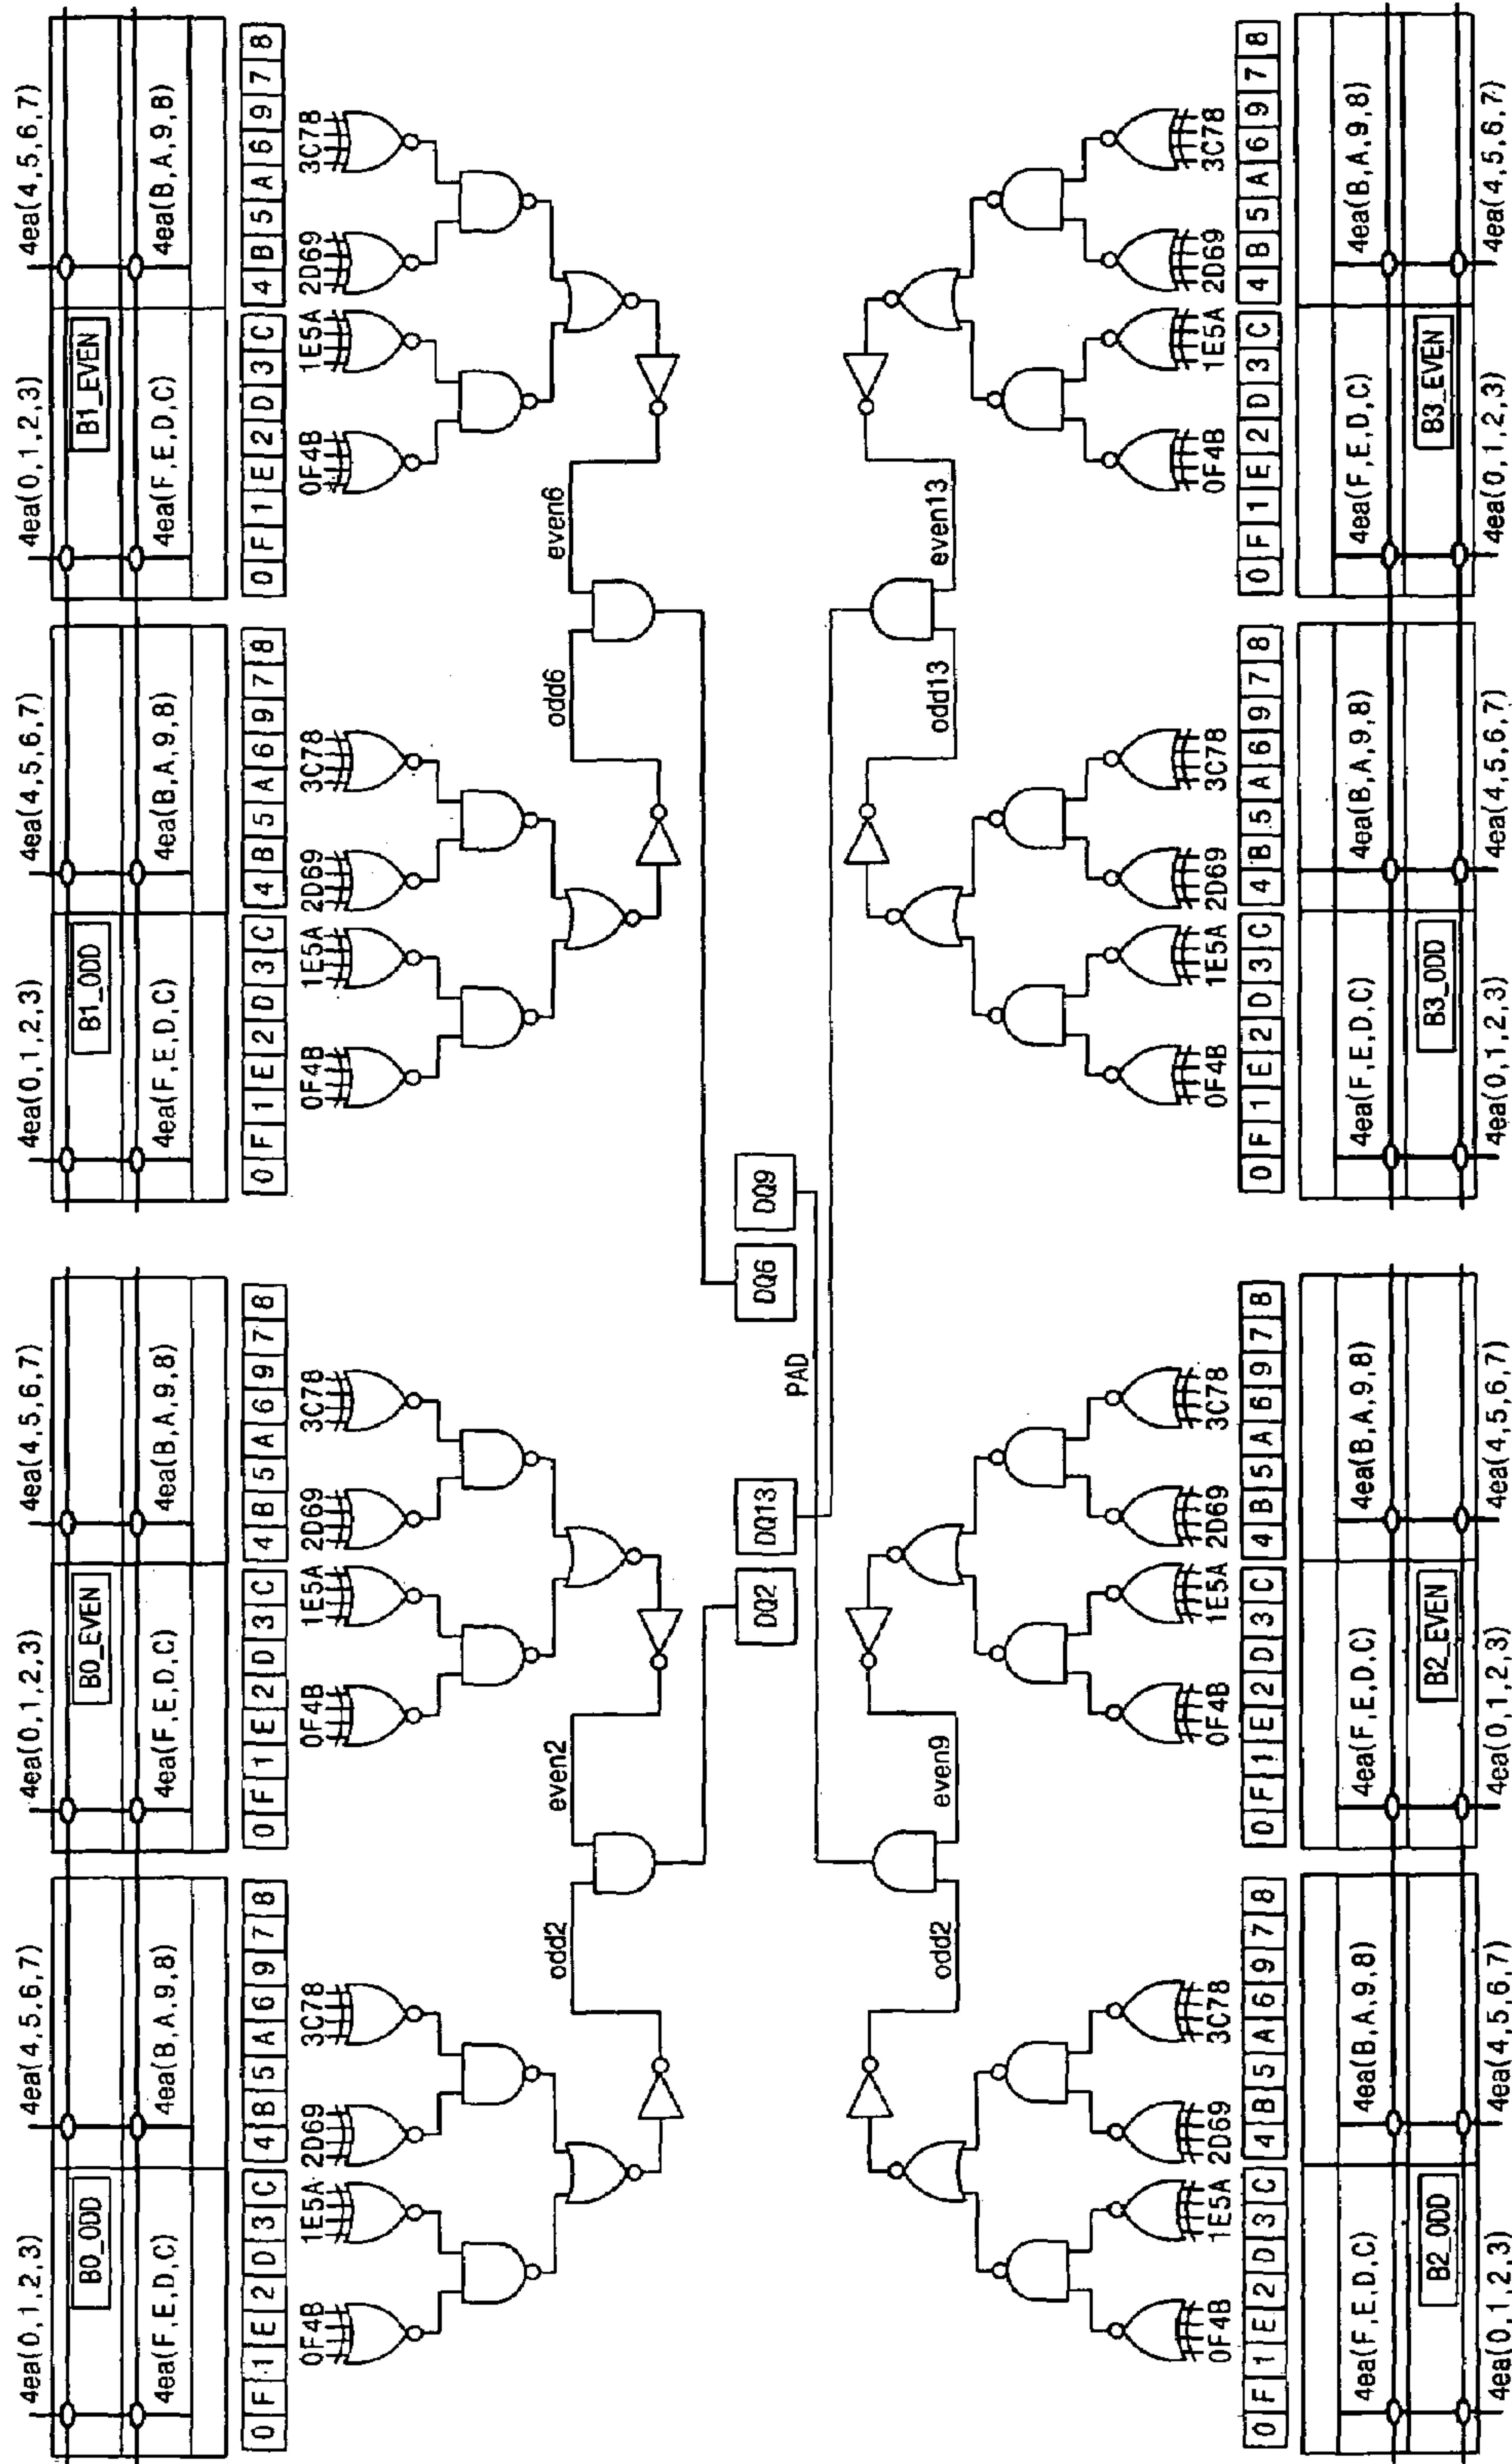 4ea(0,1,2,3) 4ea(4,5,6,7) 4ea(0,1,2,3) 4ea(4,5,6,7) 4ea(0,1,2,3) 4ea(4,5,6,7) 4ea(0,1,2,3) 4ea(4,5,6,7)
B0_ODD B0_EVEN B1_ODD B1_EVEN
4ea(F,E,D,C) 4ea(B,A,9,8) 4ea(F,E,D,C) 4ea(B,A,9,8) 4ea(F,E,D,C) 4ea(B,A,9,8) 4ea(F,E,D,C) 4ea(B,A,9,8)
0 F 1 E 2 D 3 C 4 B 5 A 6 9 7 8 0 F 1 E 2 D 3 C 4 B 5 A 6 9 7 8 0 F 1 E 2 D 3 C 4 B 5 A 6 9 7 8 0 F 1 E 2 D 3 C 4 B 5 A 6 9 7 8
0F4B 1E5A 2D69 3C78 0F4B 1E5A 2D69 3C78 0F4B 1E5A 2D69 3C78 0F4B 1E5A 2D69 3C78
odd2 even2 odd6 even6
DQ2 DQ13 DQ6 DQ9
PAD
odd2 even9 odd13 even13
0F4B 1E5A 2D69 3C78 0F4B 1E5A 2D69 3C78 0F4B 1E5A 2D69 3C78 0F4B 1E5A 2D69 3C78
0 F 1 E 2 D 3 C 4 B 5 A 6 9 7 8 0 F 1 E 2 D 3 C 4 B 5 A 6 9 7 8 0 F 1 E 2 D 3 C 4 B 5 A 6 9 7 8 0 F 1 E 2 D 3 C 4 B 5 A 6 9 7 8
4ea(F,E,D,C) 4ea(B,A,9,8) 4ea(F,E,D,C) 4ea(B,A,9,8) 4ea(F,E,D,C) 4ea(B,A,9,8) 4ea(F,E,D,C) 4ea(B,A,9,8)
B2_ODD B2_EVEN B3_ODD B3_EVEN
4ea(0,1,2,3) 4ea(4,5,6,7) 4ea(0,1,2,3) 4ea(4,5,6,7) 4ea(0,1,2,3) 4ea(4,5,6,7) 4ea(0,1,2,3) 4ea(4,5,6,7)